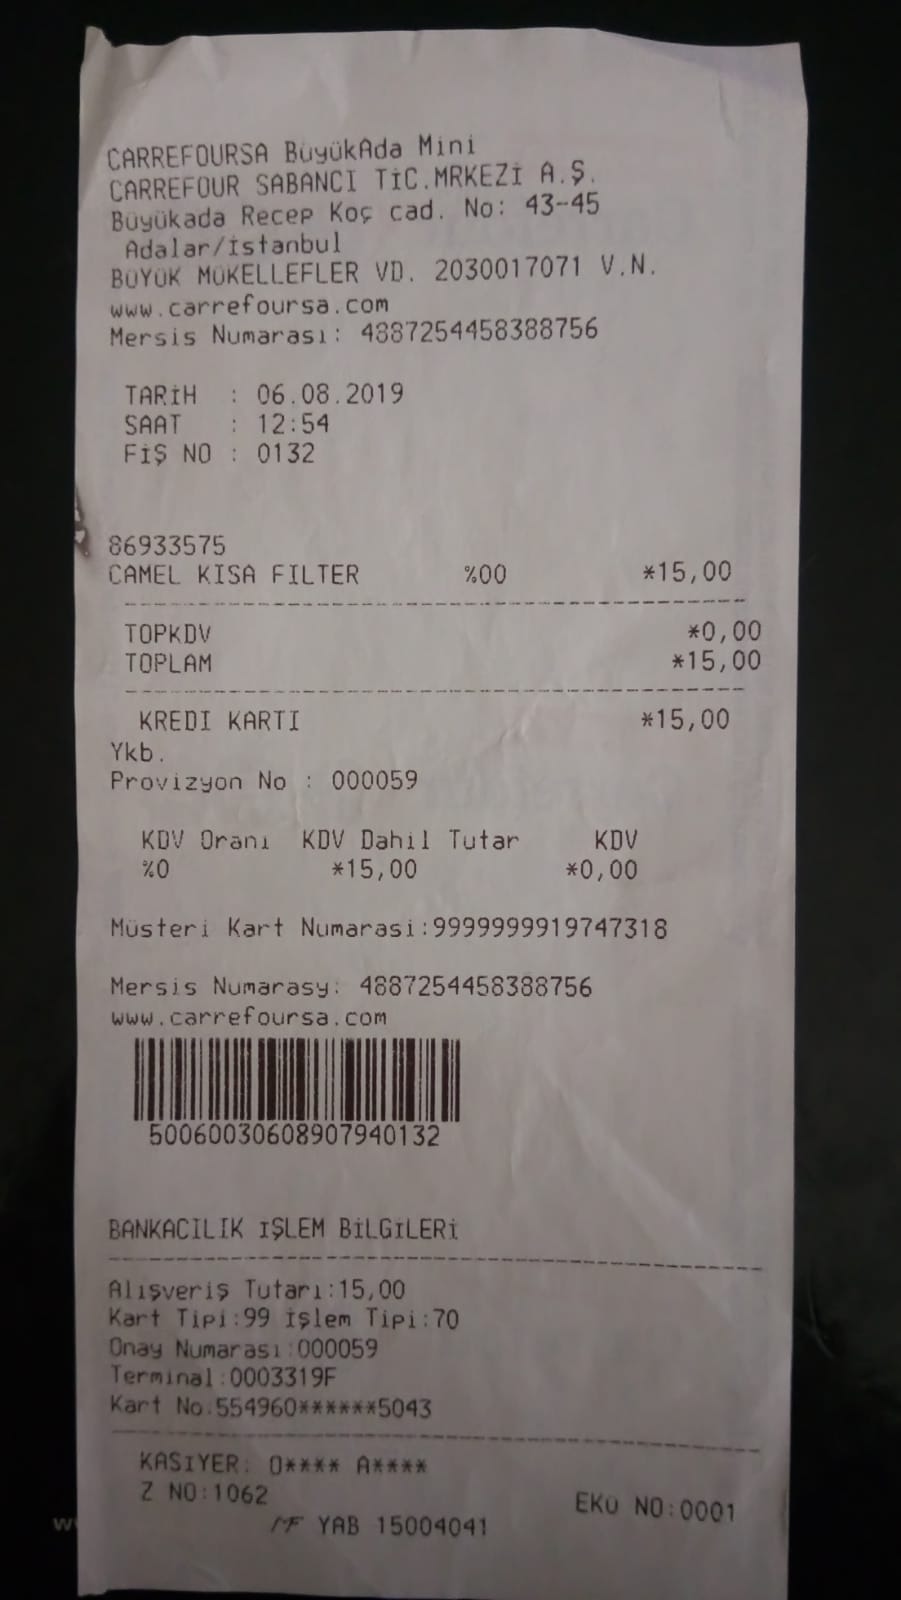 CARREFOURSA BüyükAda Mini
CARREFOUR SABANCI TİC.MRKEZİ A.Ş.
Büyükada Recep Koç cad. No: 43-45
Adalar/İstanbul
BÜYÜK MÜKELLEFLER VD. 2030017071 V.N.
www.carrefoursa.com
Mersis Numarası: 4887254458388756
TARİH : 06.08.2019
SAAT : 12:54
FİŞ NO : 0132
86933575
CAMEL KISA FILTER %00 *15,00
TOPKDV *0,00
TOPLAM *15,00
KREDI KARTI *15,00
Ykb.
Provizyon No : 000059
KDV Oranı KDV Dahil Tutar KDV
%0 *15,00 *0,00
Müsteri Kart Numarasi:9999999919747318
Mersis Numarasy: 4887254458388756
www.carrefoursa.com
50060030608907940132
BANKACILIK IŞLEM BİLGİLERİ
Alışveriş Tutarı:15,00
Kart Tipi:99 İşlem Tipi:70
Onay Numarası:000059
Terminal:0003319F
Kart No:554960******5043
KASIYER: O**** A****
Z NO:1062 EKÜ NO:0001
MF YAB 15004041